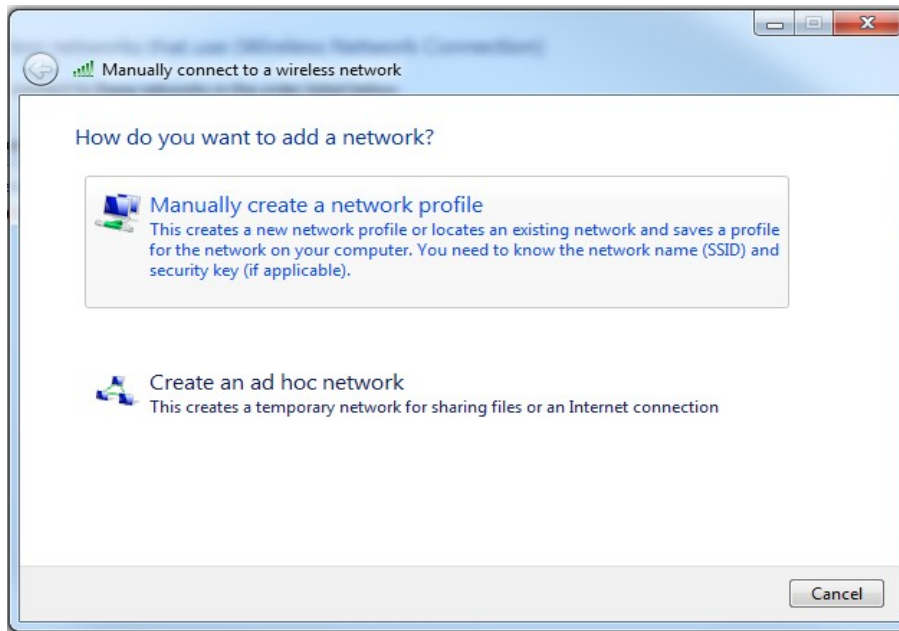 Manually connect to a wireless network
How do you want to add a network?
Manually create a network profile
This creates a new network profile or locates an existing network and saves a profile
for the network on your computer. You need to know the network name (SSID) and
security key (if applicable).
Create an ad hoc network
This creates a temporary network for sharing files or an Internet connection
Cancel